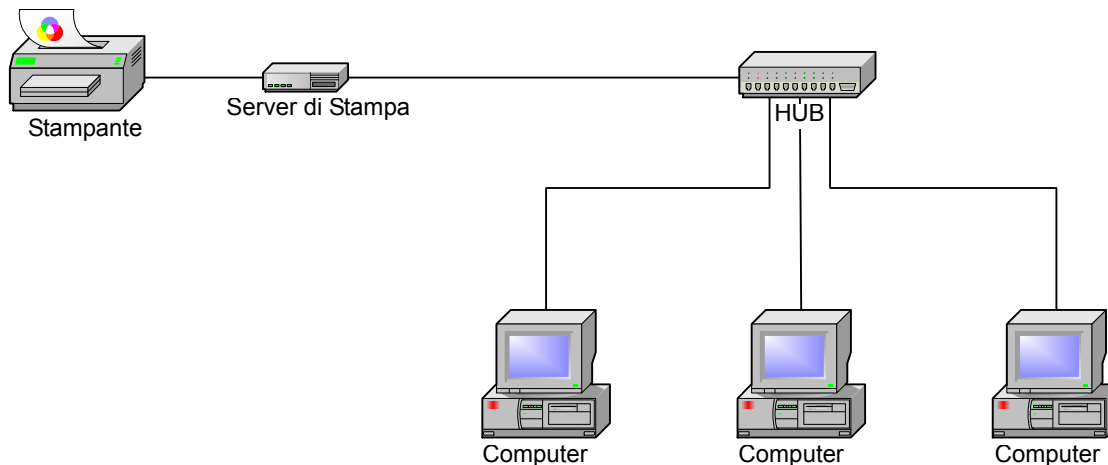 Stampante
Server di Stampa
HUB
Computer
Computer
Computer